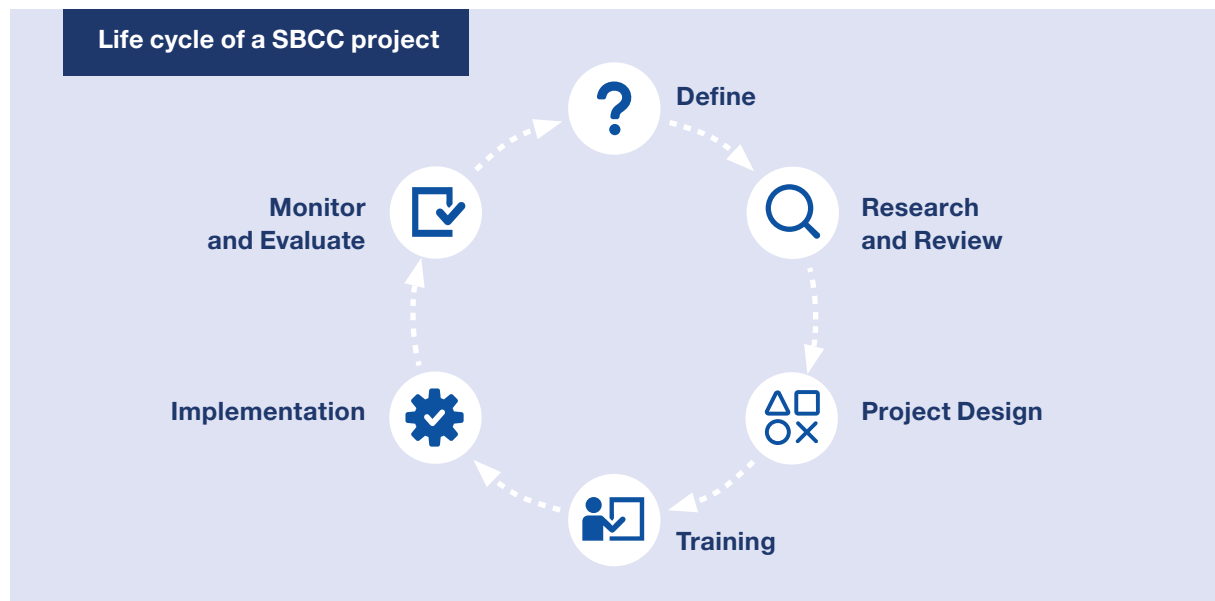 Life cycle of a SBCC project
Define
Research
and Review
Project Design
Training
Implementation
Monitor
and Evaluate